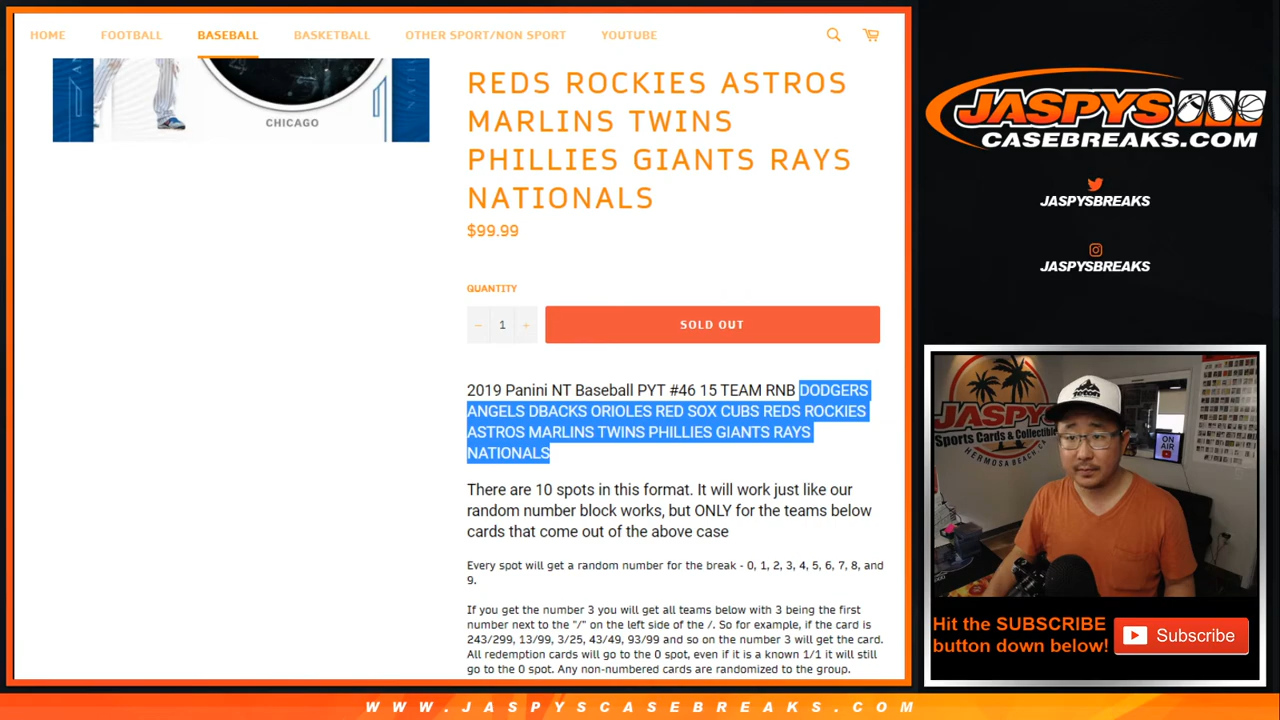 HOME FOOTBALL BASEBALL BASKETBALL OTHER SPORT/NON SPORT YOUTUBE
CHICAGO
REDS ROCKIES ASTROS
MARLINS TWINS
PHILLIES GIANTS RAYS
NATIONALS
$99.99
QUANTITY
− 1 +
SOLD OUT
2019 Panini NT Baseball PYT #46 15 TEAM RNB DODGERS
ANGELS DBACKS ORIOLES RED SOX CUBS REDS ROCKIES
ASTROS MARLINS TWINS PHILLIES GIANTS RAYS
NATIONALS
There are 10 spots in this format. It will work just like our
random number block works, but ONLY for the teams below
cards that come out of the above case
Every spot will get a random number for the break - 0, 1, 2, 3, 4, 5, 6, 7, 8, and
9.
If you get the number 3 you will get all teams below with 3 being the first
number next to the "/" on the left side of the /. So for example, if the card is
243/299, 13/99, 3/25, 43/49, 93/99 and so on the number 3 will get the card.
All redemption cards will go to the 0 spot, even if it is a known 1/1 it will still
go to the 0 spot. Any non-numbered cards are randomized to the group.
JASPYS
CASEBREAKS.COM
JASPYSBREAKS
JASPYSBREAKS
JASPY'S
Sports Cards & Collectibles
HERMOSA BEACH
ON
AIR
Hit the SUBSCRIBE
button down below!
Subscribe
WWW.JASPYSCASEBREAKS.COM